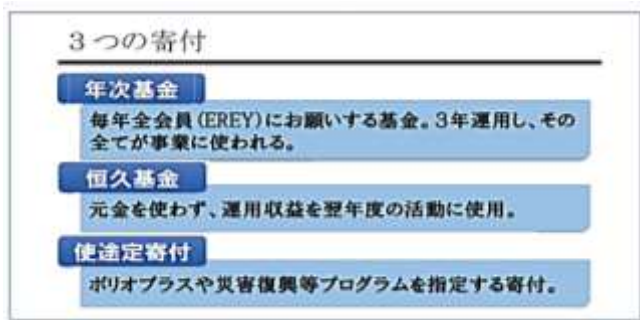 3つの寄付
年次基金
毎年全会員(EREY)にお願いする基金。3年運用し、その
全てが事業に使われる。
恒久基金
元金を使わず、運用収益を翌年度の活動に使用。
使途定寄付
ポリオプラスや災害復興等プログラムを指定する寄付。